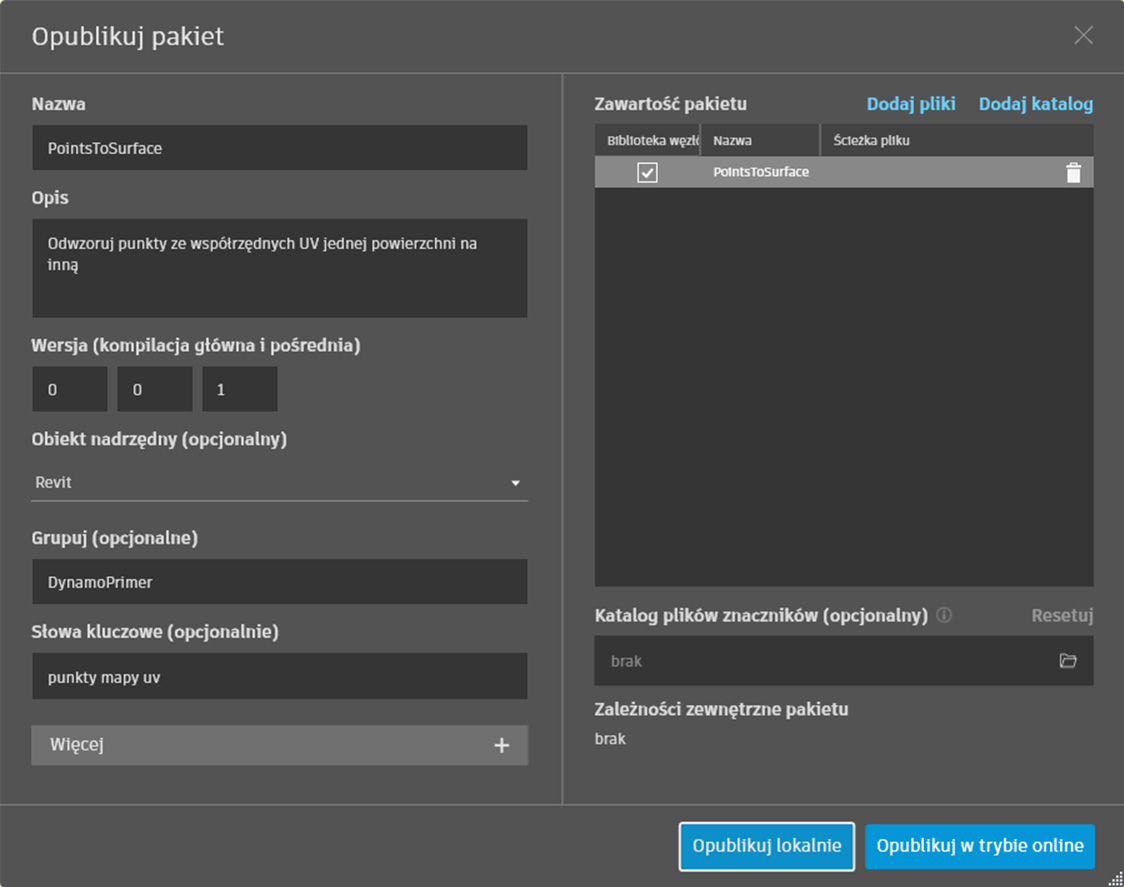 Opublikuj pakiet
Nazwa
PointsToSurface
Opis
Odwzoruj punkty ze współrzędnych UV jednej powierzchni na
inną
Wersja (kompilacja główna i pośrednia)
0 0 1
Obiekt nadrzędny (opcjonalny)
Revit
Grupuj (opcjonalne)
DynamoPrimer
Słowa kluczowe (opcjonalnie)
punkty mapy uv
Więcej
Zawartość pakietu Dodaj pliki Dodaj katalog
Biblioteka węzłó Nazwa Ścieżka pliku
PointsToSurface
Katalog plików znaczników (opcjonalny) Resetuj
brak
Zależności zewnętrzne pakietu
brak
Opublikuj lokalnie Opublikuj w trybie online